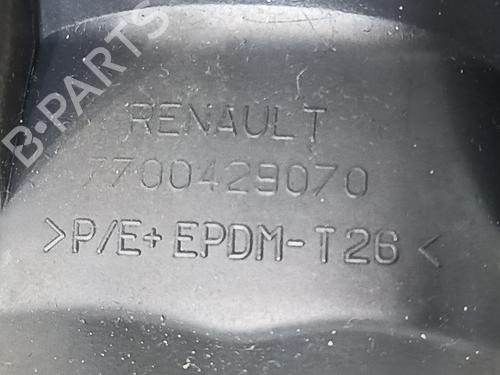 B-PARTS
RENAULT
7700429070
>P/E+EPDM-T26<